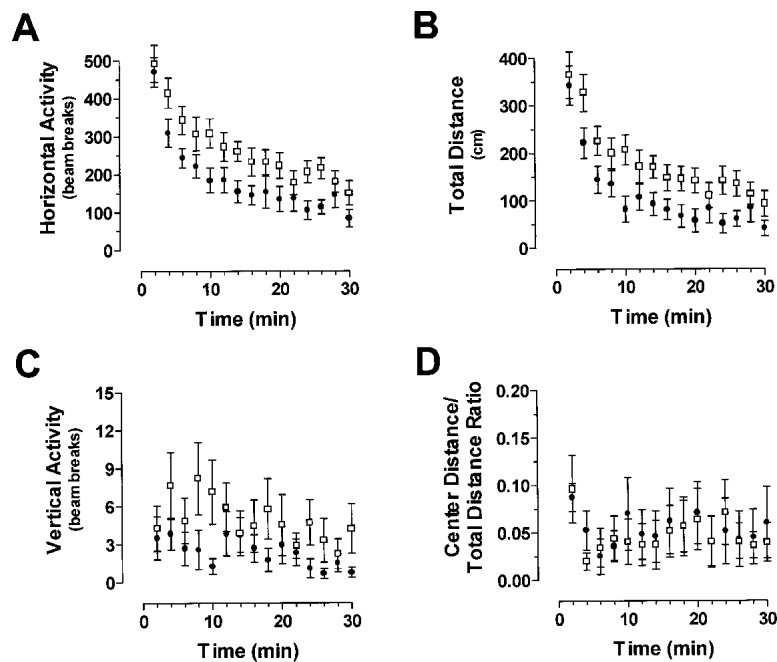 A
Horizontal Activity
(beam breaks)
500
400
300
200
100
0
0 10 20 30
Time (min)
B
Total Distance
(cm)
400
300
200
100
0
0 10 20 30
Time (min)
C
Vertical Activity
(beam breaks)
15
12
9
6
3
0
0 10 20 30
Time (min)
D
Center Distance/
Total Distance Ratio
0.20
0.15
0.10
0.05
0.00
0 10 20 30
Time (min)